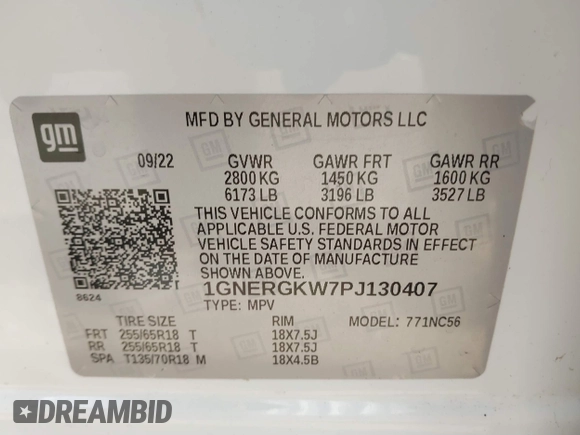 gm
MFD BY GENERAL MOTORS LLC
09/22 GVWR GAWR FRT GAWR RR
2800 KG 1450 KG 1600 KG
6173 LB 3196 LB 3527 LB
THIS VEHICLE CONFORMS TO ALL
APPLICABLE U.S. FEDERAL MOTOR
VEHICLE SAFETY STANDARDS IN EFFECT
ON THE DATE OF MANUFACTURE
8624
1GNERGKW7PJ130407
TYPE: MPV
TIRE SIZE RIM MODEL: 771NC56
FRT 255/65R18 T 18X7.5J
RR 255/65R18 T 18X7.5J
SPA T135/70R18 M 18X4.5B
DREAMBID